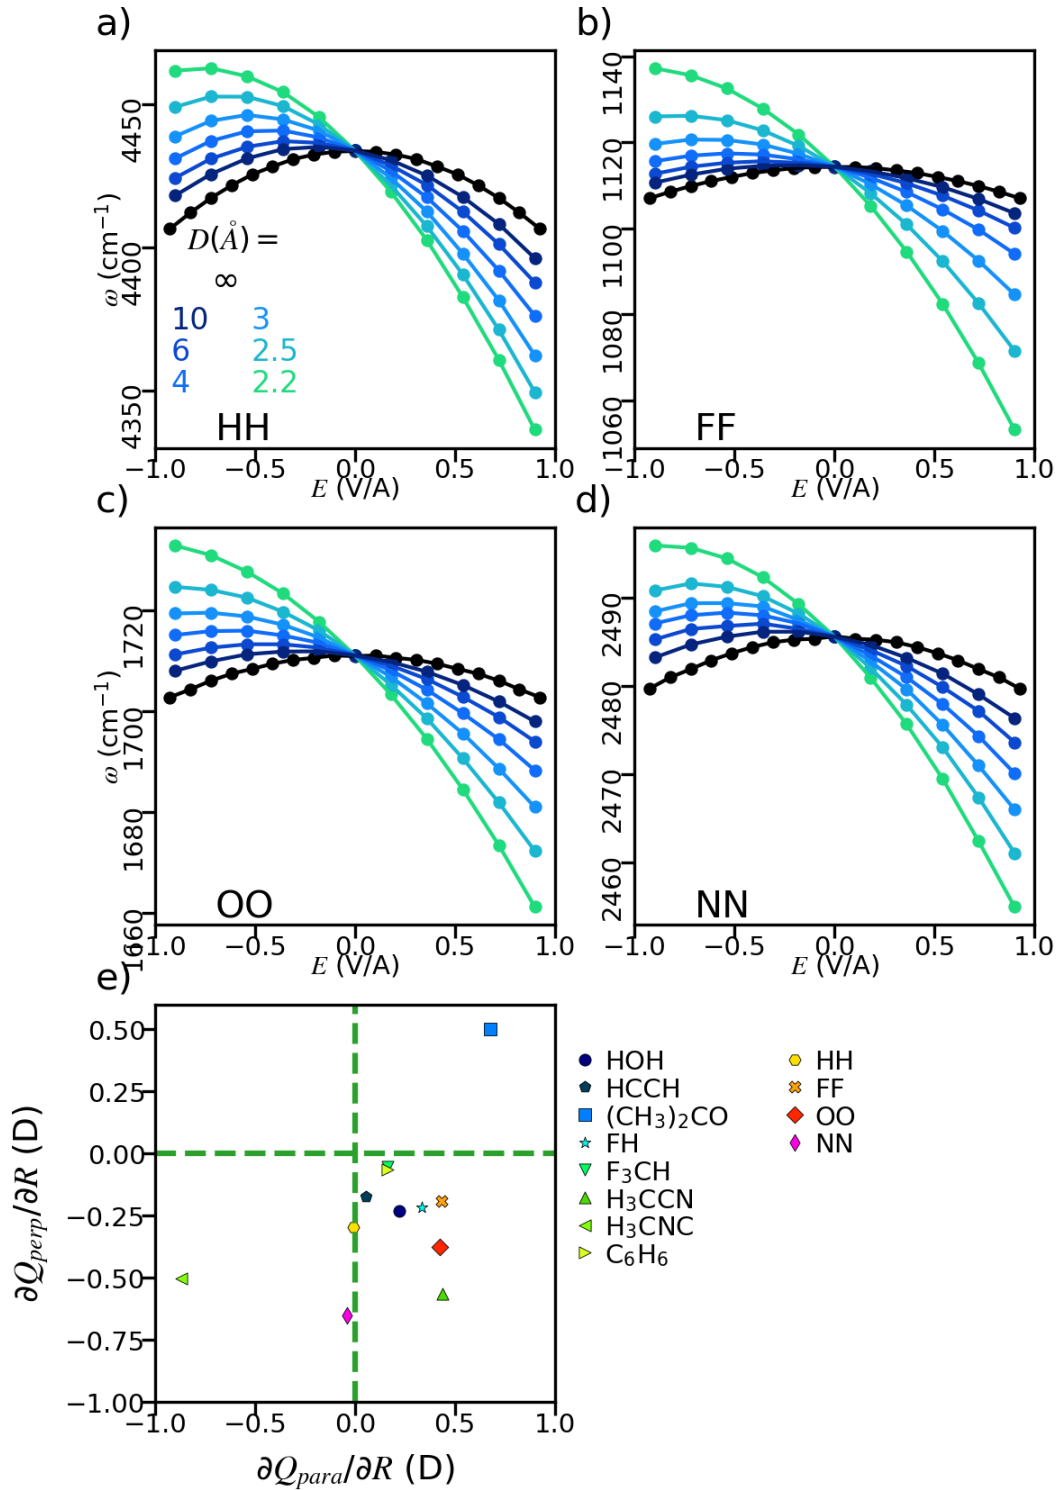 a)
4450
4400
4350
ω (cm⁻¹)
D(Å) =
∞
10 3
6 2.5
4 2.2
HH
−1.0 −0.5 0.0 0.5 1.0
E (V/A)
b)
1140
1120
1100
1080
1060
FF
−1.0 −0.5 0.0 0.5 1.0
E (V/A)
c)
1720
1700
1680
1660
ω (cm⁻¹)
OO
−1.0 −0.5 0.0 0.5 1.0
E (V/A)
d)
2490
2480
2470
2460
NN
−1.0 −0.5 0.0 0.5 1.0
E (V/A)
e)
0.50
0.25
0.00
−0.25
−0.50
−0.75
−1.00
∂Q_perp/∂R (D)
−1.0 −0.5 0.0 0.5 1.0
∂Q_para/∂R (D)
HOH
HCCH
(CH₃)₂CO
FH
F₃CH
H₃CCN
H₃CNC
C₆H₆
HH
FF
OO
NN